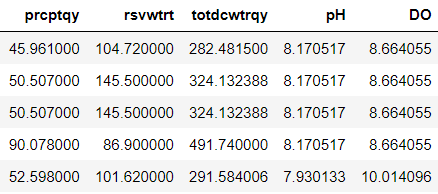 prcptqy rsvwtrt totdcwtrqy pH DO
45.961000 104.720000 282.481500 8.170517 8.664055
50.507000 145.500000 324.132388 8.170517 8.664055
50.507000 145.500000 324.132388 8.170517 8.664055
90.078000 86.900000 491.740000 8.170517 8.664055
52.598000 101.620000 291.584006 7.930133 10.014096